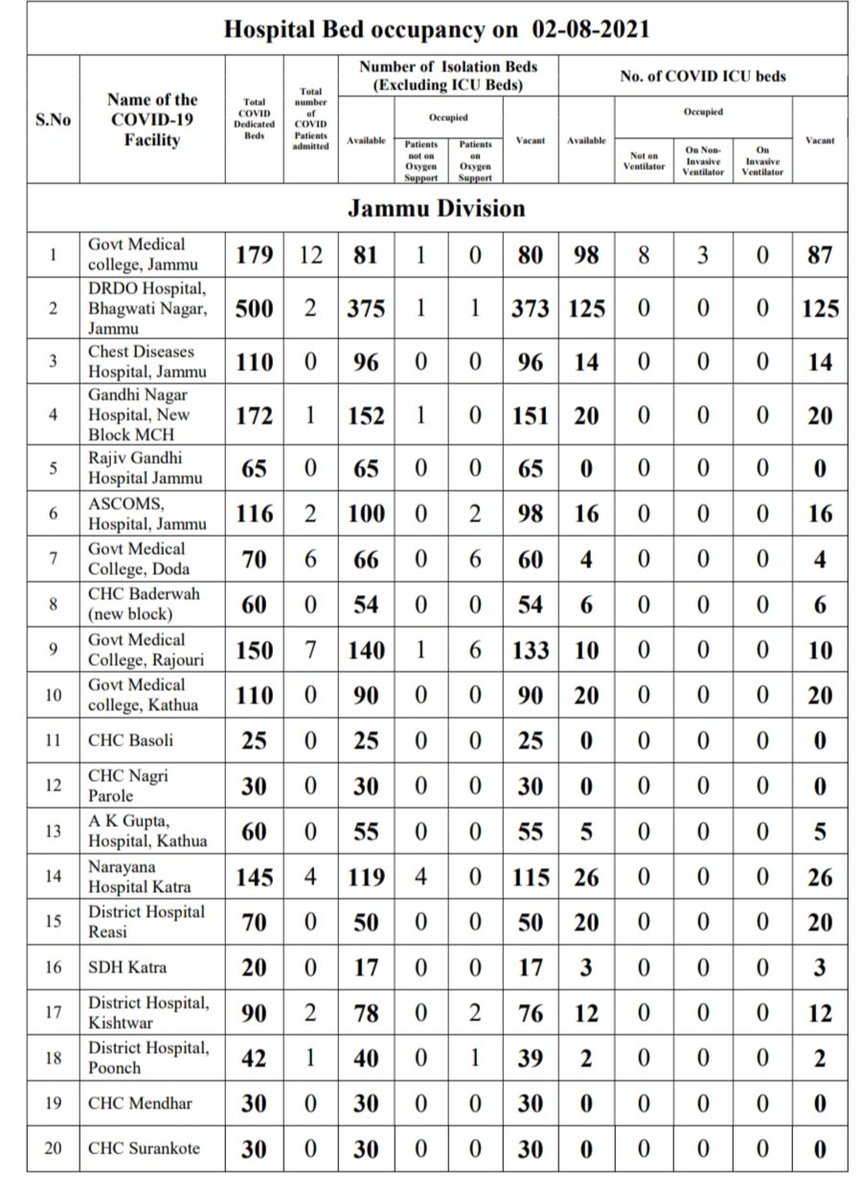 Hospital Bed occupancy on 02-08-2021
S.No
Name of the
COVID-19
Facility
Total
COVID
Dedicated
Beds
Total
number
of
COVID
Patients
admitted
Number of Isolation Beds
(Excluding ICU Beds)
No. of COVID ICU beds
Available
Occupied
Patients
not on
Oxygen
Support
Patients
on
Oxygen
Support
Vacant
Available
Occupied
Not on
Ventilator
On Non-
Invasive
Ventilator
On
Invasive
Ventilator
Vacant
Jammu Division
1 Govt Medical
college, Jammu 179 12 81 1 0 80 98 8 3 0 87
2 DRDO Hospital,
Bhagwati Nagar, 500 2 375 1 1 373 125 0 0 0 125
Jammu
3 Chest Diseases
Hospital, Jammu 110 0 96 0 0 96 14 0 0 0 14
4 Gandhi Nagar
Hospital, New 172 1 152 1 0 151 20 0 0 0 20
Block MCH
5 Rajiv Gandhi
Hospital Jammu 65 0 65 0 0 65 0 0 0 0 0
6 ASCOMS,
Hospital, Jammu 116 2 100 0 2 98 16 0 0 0 16
7 Govt Medical
College, Doda 70 6 66 0 6 60 4 0 0 0 4
8 CHC Baderwah
(new block) 60 0 54 0 0 54 6 0 0 0 6
9 Govt Medical
College, Rajouri 150 7 140 1 6 133 10 0 0 0 10
10 Govt Medical
college, Kathua 110 0 90 0 0 90 20 0 0 0 20
11 CHC Basoli 25 0 25 0 0 25 0 0 0 0 0
12 CHC Nagri
Parole 30 0 30 0 0 30 0 0 0 0 0
13 A K Gupta,
Hospital, Kathua 60 0 55 0 0 55 5 0 0 0 5
14 Narayana
Hospital Katra 145 4 119 4 0 115 26 0 0 0 26
15 District Hospital
Reasi 70 0 50 0 0 50 20 0 0 0 20
16 SDH Katra 20 0 17 0 0 17 3 0 0 0 3
17 District Hospital,
Kishtwar 90 2 78 0 2 76 12 0 0 0 12
18 District Hospital,
Poonch 42 1 40 0 1 39 2 0 0 0 2
19 CHC Mendhar 30 0 30 0 0 30 0 0 0 0 0
20 CHC Surankote 30 0 30 0 0 30 0 0 0 0 0